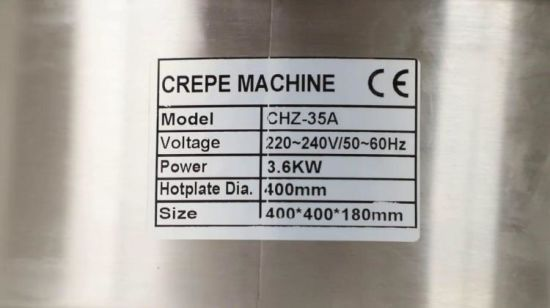 CREPE MACHINE CE
Model CHZ-35A
Voltage 220~240V/50~60Hz
Power 3.6KW
Hotplate Dia. 400mm
Size 400*400*180mm